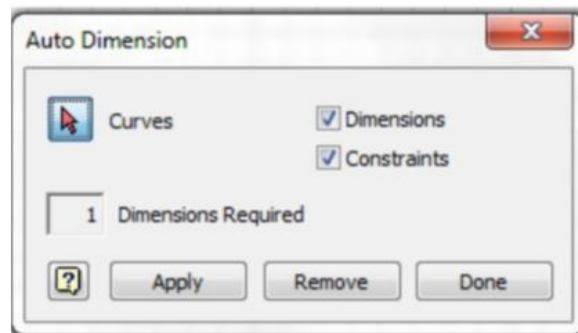 Auto Dimension
Curves
Dimensions
Constraints
1 Dimensions Required
Apply Remove Done